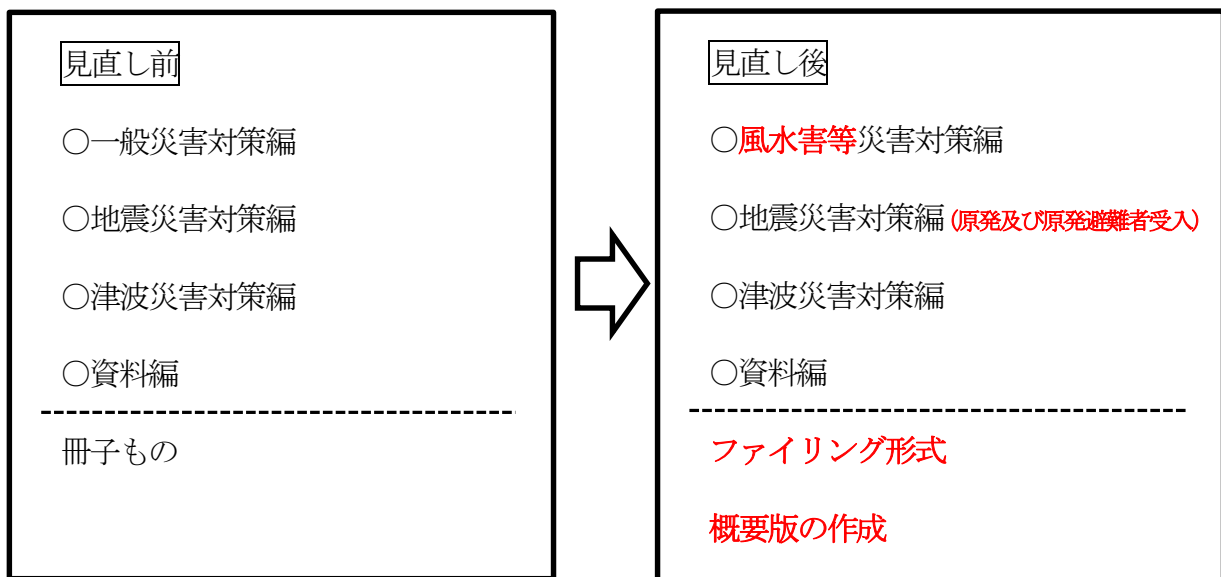 見直し前
○一般災害対策編
○地震災害対策編
○津波災害対策編
○資料編
冊子もの
見直し後
○風水害等災害対策編
○地震災害対策編(原発及び原発避難者受入)
○津波災害対策編
○資料編
ファイリング形式
概要版の作成